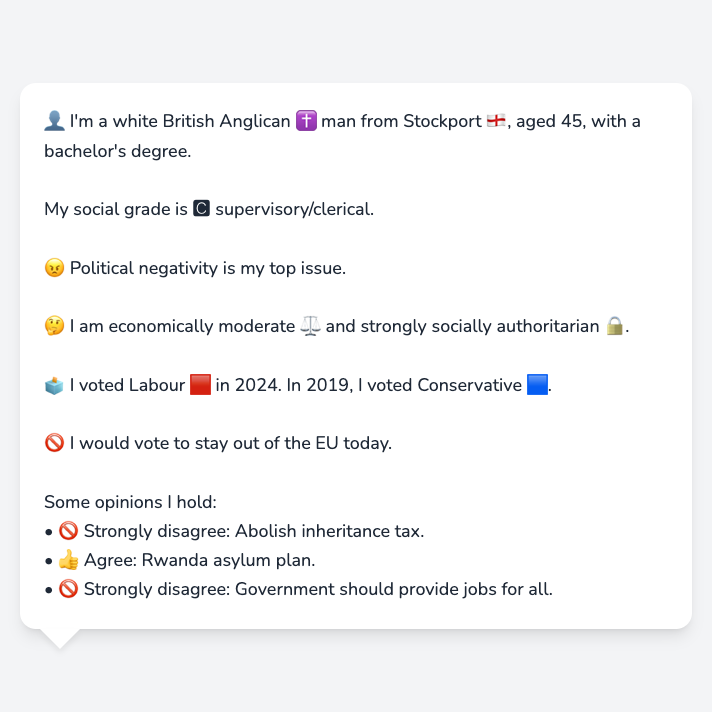 👤 I'm a white British Anglican ✝️ man from Stockport 🏴󠁧󠁢󠁥󠁮󠁧󠁿, aged 45, with a
bachelor's degree.
My social grade is 🅲 supervisory/clerical.
😠 Political negativity is my top issue.
🤔 I am economically moderate ⚖️ and strongly socially authoritarian 🔒.
🗳️ I voted Labour 🟥 in 2024. In 2019, I voted Conservative 🟦.
🚫 I would vote to stay out of the EU today.
Some opinions I hold:
• 🚫 Strongly disagree: Abolish inheritance tax.
• 👍 Agree: Rwanda asylum plan.
• 🚫 Strongly disagree: Government should provide jobs for all.